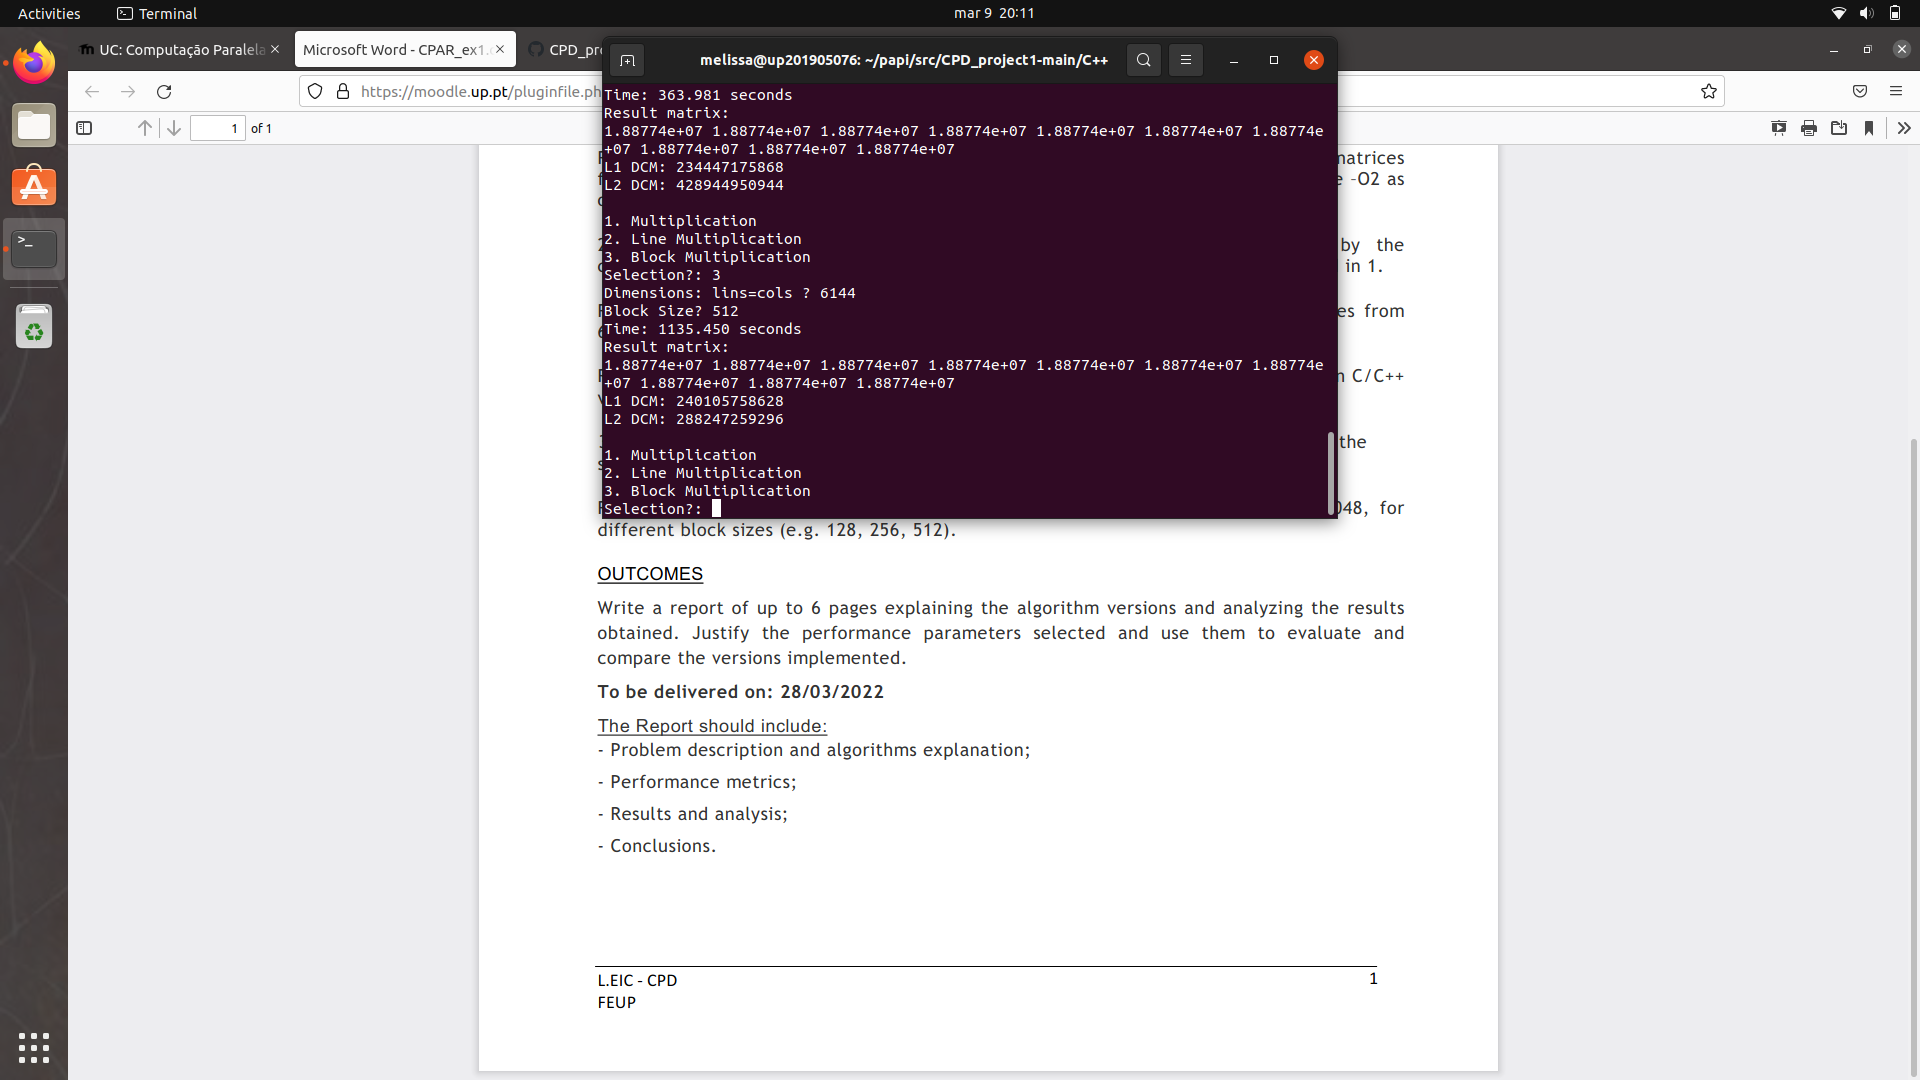 Activities
Terminal
mar 9 20:11
UC: Computação Paralela
Microsoft Word - CPAR_ex1.
CPD_pro
melissa@up201905076: ~/papi/src/CPD_project1-main/C++
https://moodle.up.pt/pluginfile.ph
1 of 1
Time: 363.981 seconds
Result matrix:
1.88774e+07 1.88774e+07 1.88774e+07 1.88774e+07 1.88774e+07 1.88774e+07 1.88774e
+07 1.88774e+07 1.88774e+07 1.88774e+07
L1 DCM: 234447175868
L2 DCM: 428944950944
1. Multiplication
2. Line Multiplication
3. Block Multiplication
Selection?: 3
Dimensions: lins=cols ? 6144
Block Size? 512
Time: 1135.450 seconds
Result matrix:
1.88774e+07 1.88774e+07 1.88774e+07 1.88774e+07 1.88774e+07 1.88774e+07 1.88774e
+07 1.88774e+07 1.88774e+07 1.88774e+07
L1 DCM: 240105758628
L2 DCM: 288247259296
1. Multiplication
2. Line Multiplication
3. Block Multiplication
Selection?:
matrices
-O2 as
by the
in 1.
es from
C/C++
the
048, for
different block sizes (e.g. 128, 256, 512).
OUTCOMES
Write a report of up to 6 pages explaining the algorithm versions and analyzing the results
obtained. Justify the performance parameters selected and use them to evaluate and
compare the versions implemented.
To be delivered on: 28/03/2022
The Report should include:
- Problem description and algorithms explanation;
- Performance metrics;
- Results and analysis;
- Conclusions.
L.EIC - CPD
1
FEUP